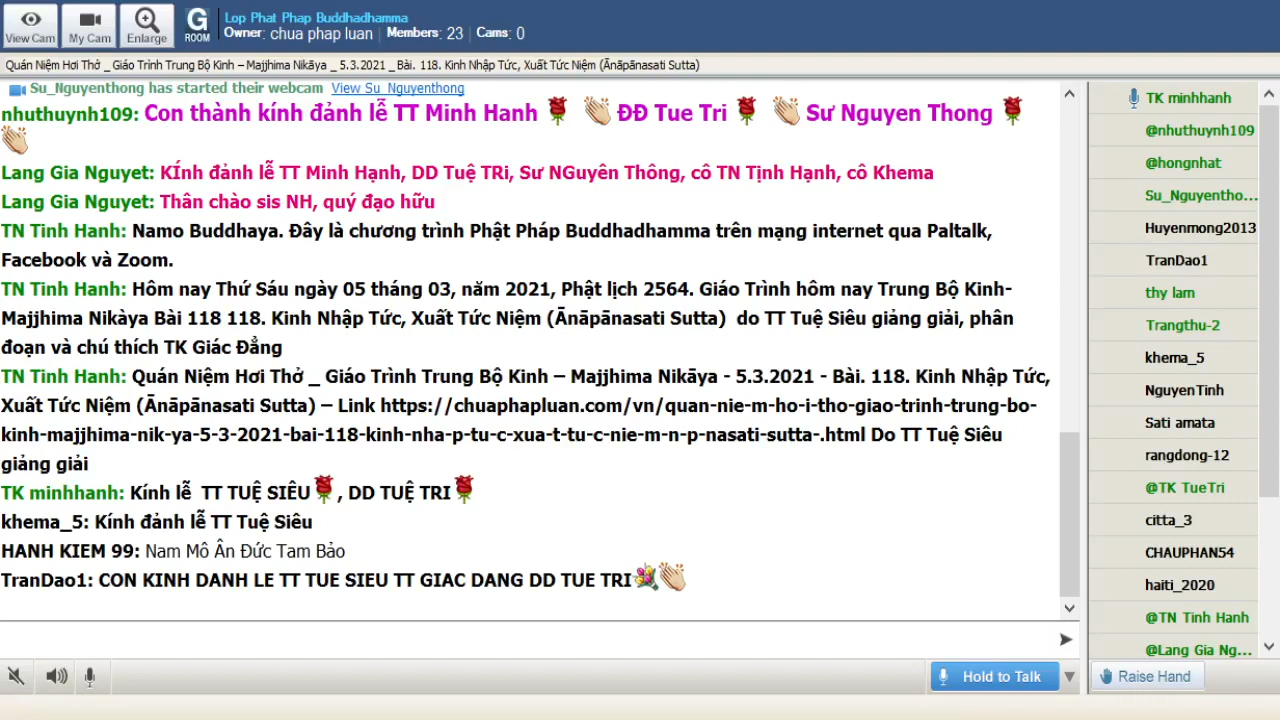 View Cam
My Cam
Enlarge
G
ROOM
Lop Phat Phap Buddhadhamma
Owner: chua phap luan | Members: 23 | Cams: 0
Quán Niệm Hơi Thở _ Giáo Trình Trung Bộ Kinh – Majjhima Nikāya _ 5.3.2021 _ Bài. 118. Kinh Nhập Tức, Xuất Tức Niệm (Ānāpānasati Sutta)
Su_Nguyenthong has started their webcam View Su_Nguyenthong
nhuthuynh109: Con thành kính đảnh lễ TT Minh Hanh 🌹 👏 ĐĐ Tue Tri 🌹 👏 Sư Nguyen Thong 🌹
👏
Lang Gia Nguyet: KÍnh đảnh lễ TT Minh Hạnh, DD Tuệ TRi, Sư NGuyên Thông, cô TN Tịnh Hạnh, cô Khema
Lang Gia Nguyet: Thân chào sis NH, quý đạo hữu
TN Tinh Hanh: Namo Buddhaya. Đây là chương trình Phật Pháp Buddhadhamma trên mạng internet qua Paltalk,
Facebook và Zoom.
TN Tinh Hanh: Hôm nay Thứ Sáu ngày 05 tháng 03, năm 2021, Phật lịch 2564. Giáo Trình hôm nay Trung Bộ Kinh-
Majjhima Nikàya Bài 118 118. Kinh Nhập Tức, Xuất Tức Niệm (Ānāpānasati Sutta) do TT Tuệ Siêu giảng giải, phân
đoạn và chú thích TK Giác Đẳng
TN Tinh Hanh: Quán Niệm Hơi Thở _ Giáo Trình Trung Bộ Kinh – Majjhima Nikāya - 5.3.2021 - Bài. 118. Kinh Nhập Tức,
Xuất Tức Niệm (Ānāpānasati Sutta) – Link https://chuaphapluan.com/vn/quan-nie-m-ho-i-tho-giao-trinh-trung-bo-
kinh-majjhima-nik-ya-5-3-2021-bai-118-kinh-nha-p-tu-c-xua-t-tu-c-nie-m-n-p-nasati-sutta-.html Do TT Tuệ Siêu
giảng giải
TK minhhanh: Kính lễ TT TUỆ SIÊU🌹, DD TUỆ TRI🌹
khema_5: Kính đảnh lễ TT Tuệ Siêu
HANH KIEM 99: Nam Mô Ân Đức Tam Bảo
TranDao1: CON KINH DANH LE TT TUE SIEU TT GIAC DANG DD TUE TRI💐👏
Hold to Talk
TK minhhanh
@nhuthuynh109
@hongnhat
Su_Nguyentho...
Huyenmong2013
TranDao1
thy lam
Trangthu-2
khema_5
NguyenTinh
Sati amata
rangdong-12
@TK TueTri
citta_3
CHAUPHAN54
haiti_2020
@TN Tinh Hanh
@Lang Gia Ng...
Raise Hand